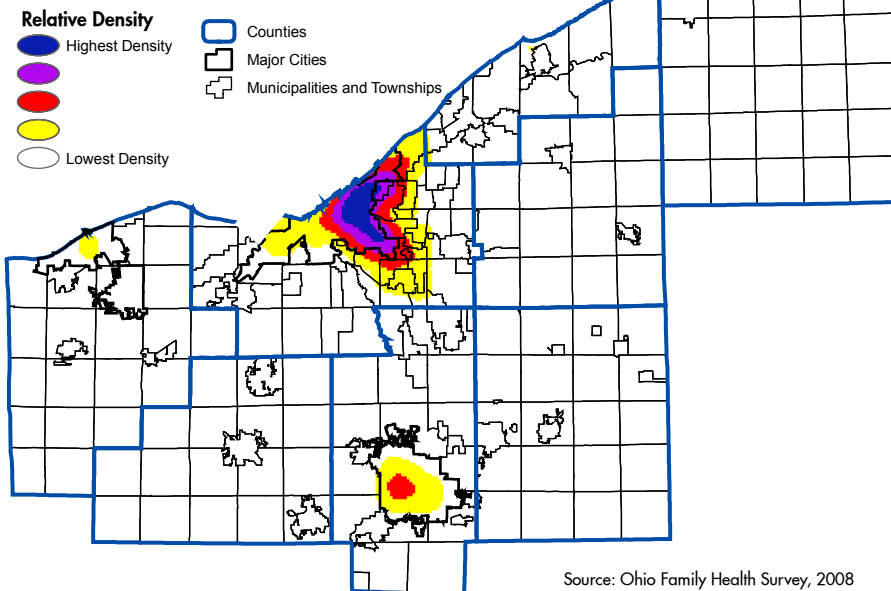 Relative Density
Highest Density
Lowest Density
Counties
Major Cities
Municipalities and Townships
Source: Ohio Family Health Survey, 2008